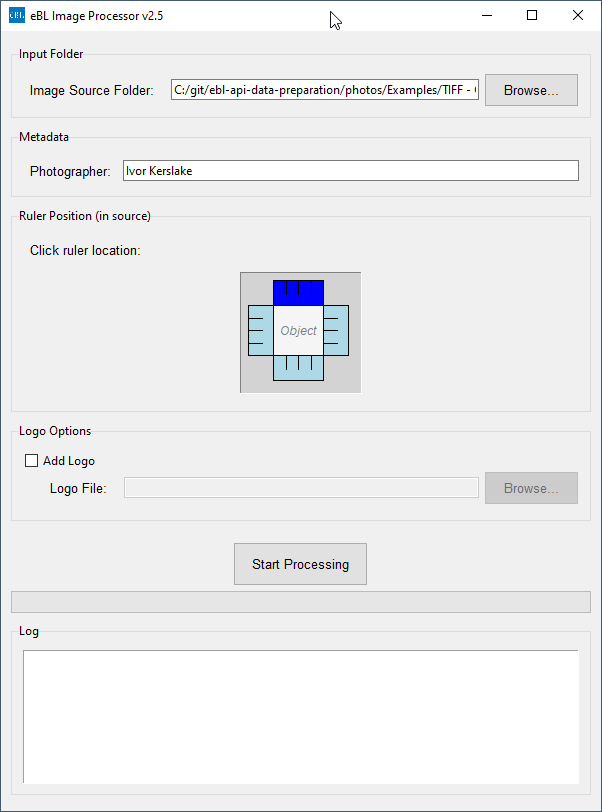 eBL eBL Image Processor v2.5
Input Folder
Image Source Folder: C:/git/ebl-api-data-preparation/photos/Examples/TIFF - Browse...
Metadata
Photographer: Ivor Kerslake
Ruler Position (in source)
Click ruler location:
Object
Logo Options
Add Logo
Logo File: Browse...
Start Processing
Log